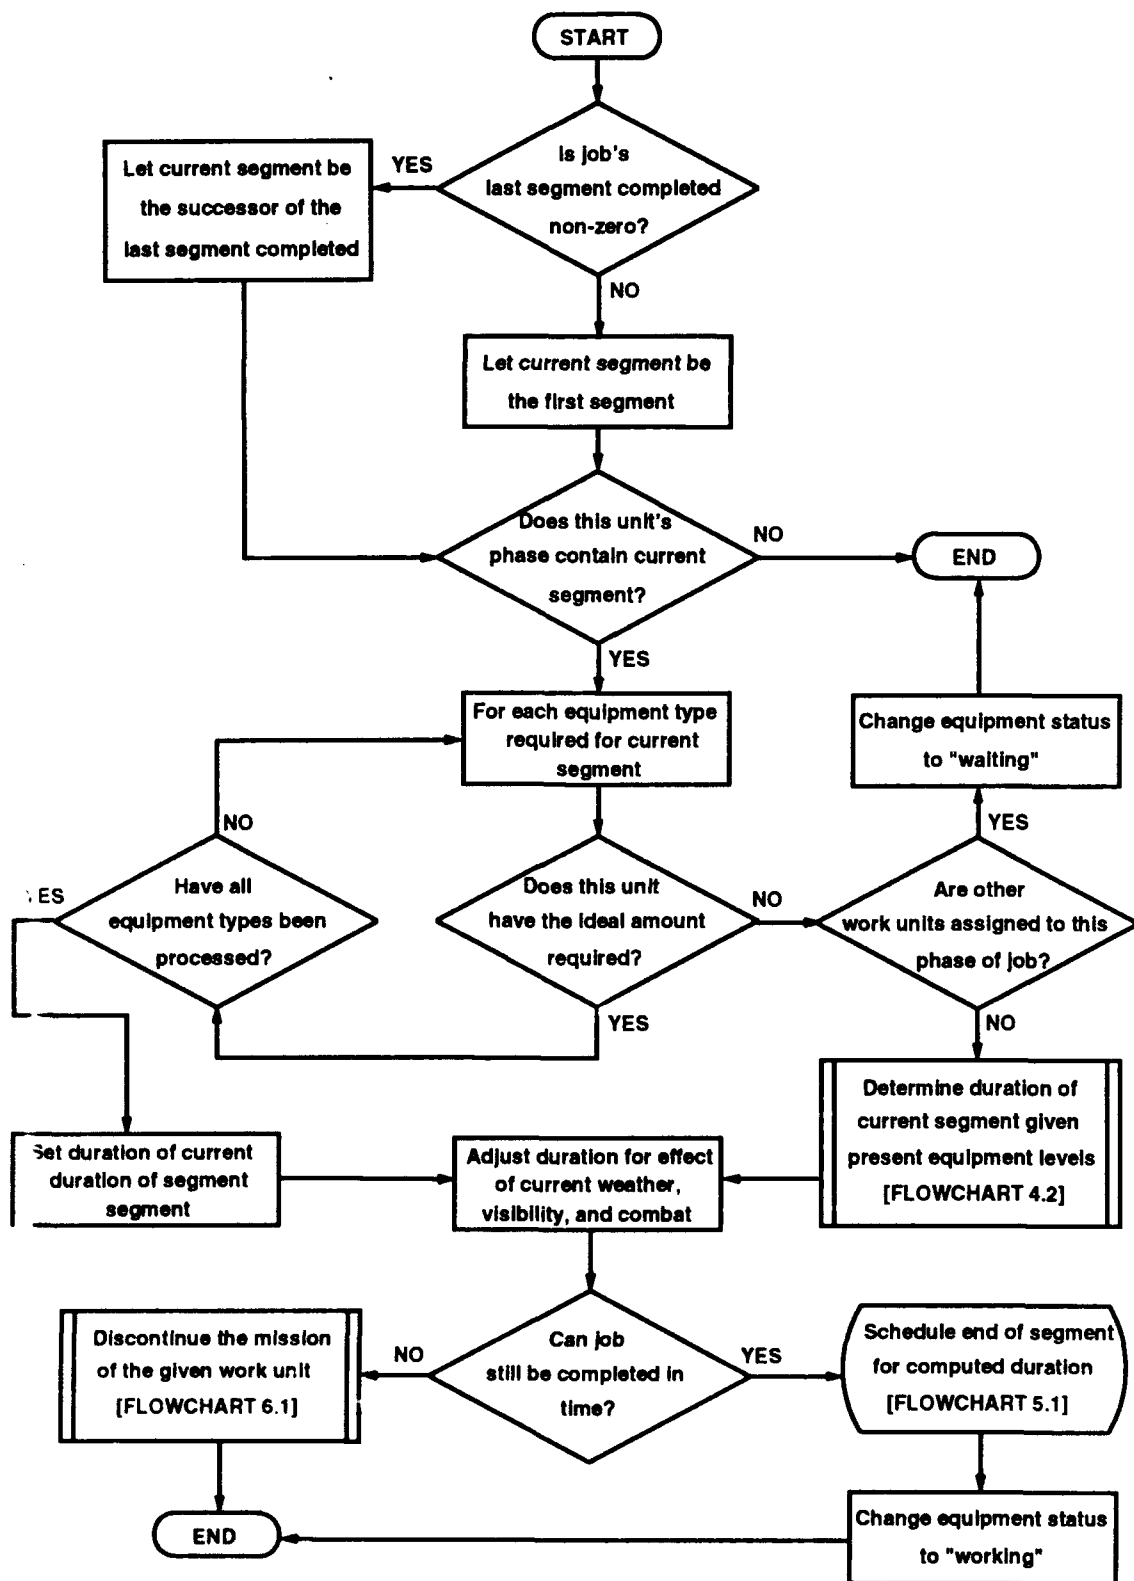 START
Is job's
last segment completed
non-zero?
YES
Let current segment be
the successor of the
last segment completed
NO
Let current segment be
the first segment
Does this unit's
phase contain current
segment?
NO
END
YES
For each equipment type
required for current
segment
Change equipment status
to "waiting"
NO
YES
ES
Have all
equipment types been
processed?
Does this unit
have the ideal amount
required?
NO
Are other
work units assigned to this
phase of job?
YES
NO
Determine duration of
current segment given
present equipment levels
[FLOWCHART 4.2]
Set duration of current
duration of segment
segment
Adjust duration for effect
of current weather,
visibility, and combat
Discontinue the mission
of the given work unit
[FLOWCHART 6.1]
NO
Can job
still be completed in
time?
YES
Schedule end of segment
for computed duration
[FLOWCHART 5.1]
END
Change equipment status
to "working"